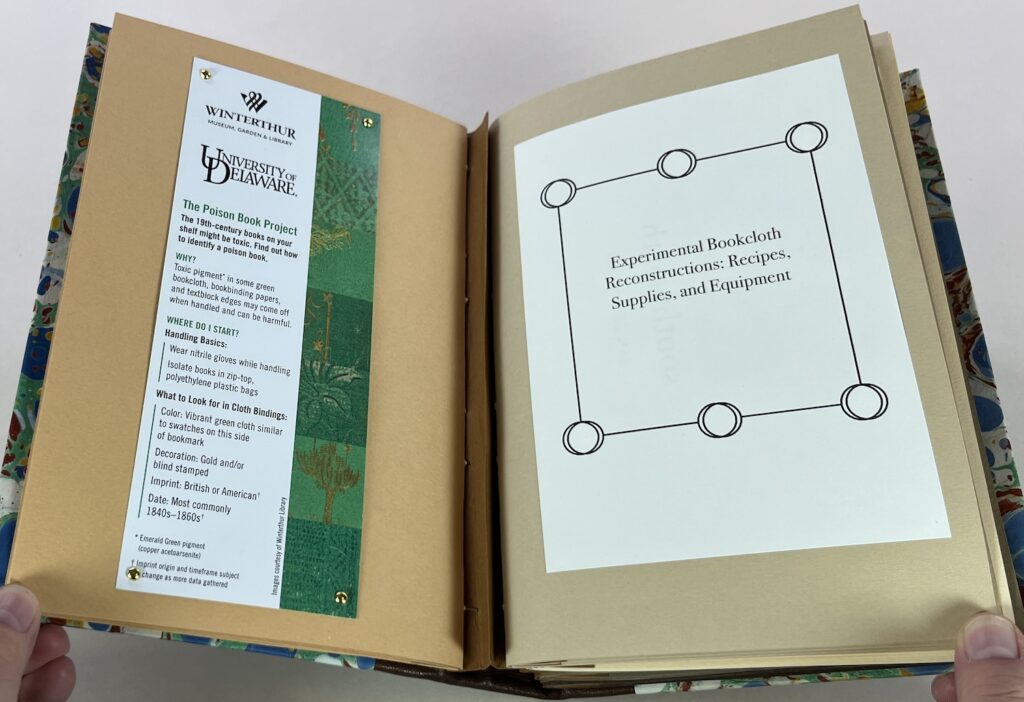 WINTERTHUR
MUSEUM, GARDEN & LIBRARY
UNIVERSITY OF
DELAWARE.
The Poison Book Project
The 19th-century books on your
shelf might be toxic. Find out how
to identify a poison book.
WHY?
Toxic pigment* in some green
bookcloth, bookbinding papers,
and textblock edges may come off
when handled and can be harmful.
WHERE DO I START?
Handling Basics:
Wear nitrile gloves while handling
Isolate books in zip-top,
polyethylene plastic bags
What to Look for in Cloth Bindings:
Color: Vibrant green cloth similar
to swatches on this side
of bookmark
Decoration: Gold and/or
blind stamped
Imprint: British or American†
Date: Most commonly
1840s–1860s†
* Emerald Green pigment
(copper acetoarsenite)
† Imprint origin and timeframe subject
change as more data gathered
Images courtesy of Winterthur Library
Experimental Bookcloth
Reconstructions: Recipes,
Supplies, and Equipment